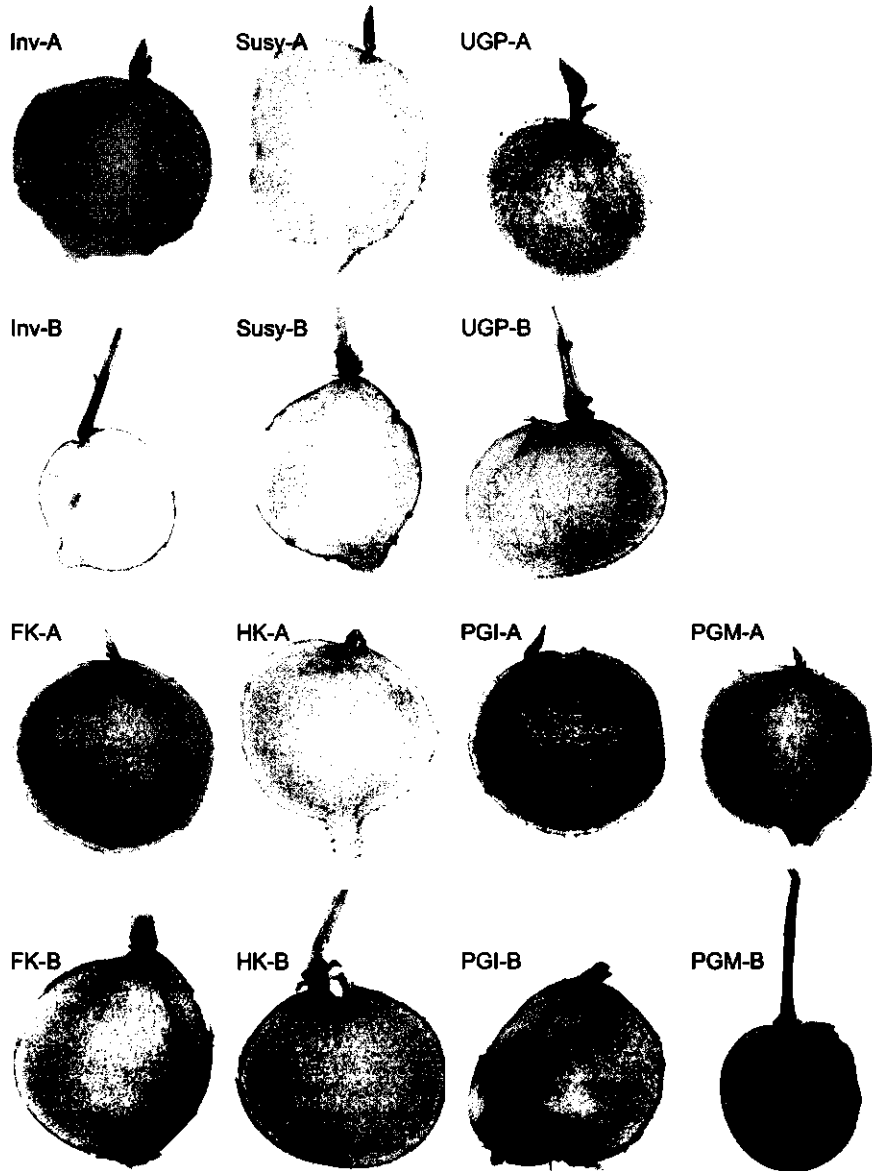 Inv-A Susy-A UGP-A
Inv-B Susy-B UGP-B
FK-A HK-A PGI-A PGM-A
FK-B HK-B PGI-B PGM-B